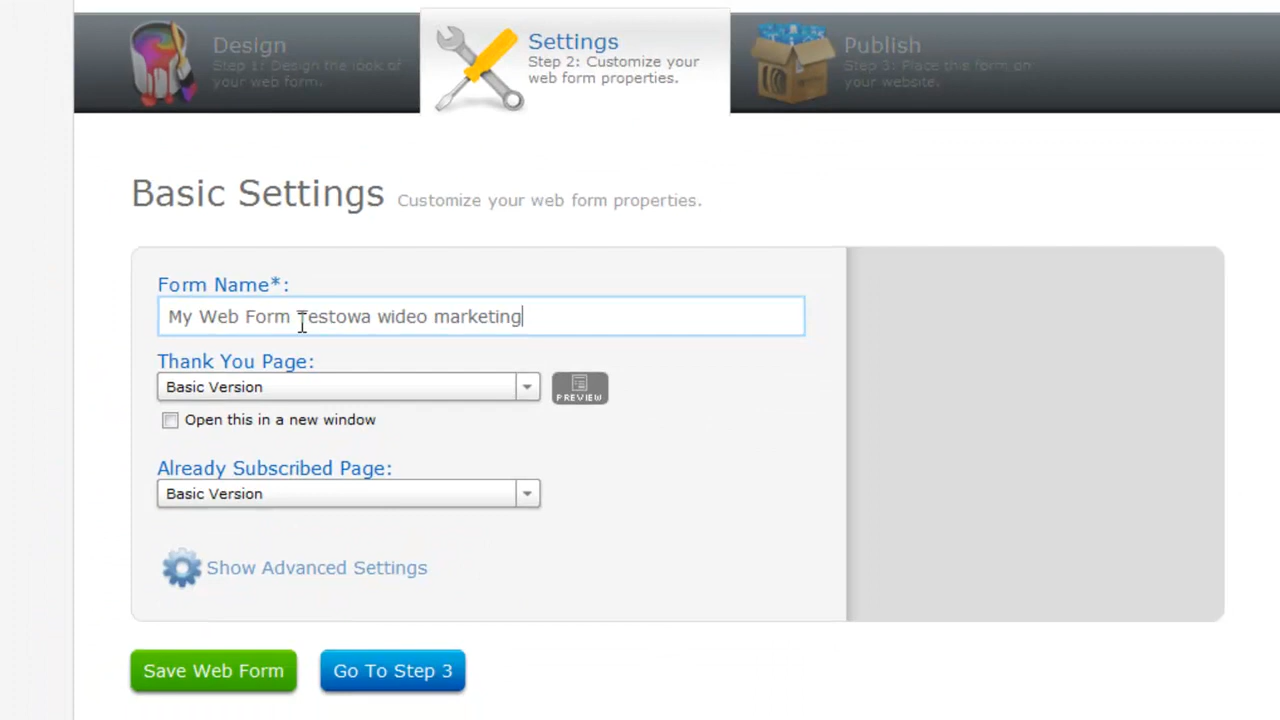 Design
Step 1: Design the look of
your web form.
Settings
Step 2: Customize your
web form properties.
Publish
Step 3: Place this form on
your website.
Basic Settings Customize your web form properties.
Form Name*:
My Web Form Testowa wideo marketing
Thank You Page:
Basic Version
PREVIEW
Open this in a new window
Already Subscribed Page:
Basic Version
Show Advanced Settings
Save Web Form
Go To Step 3